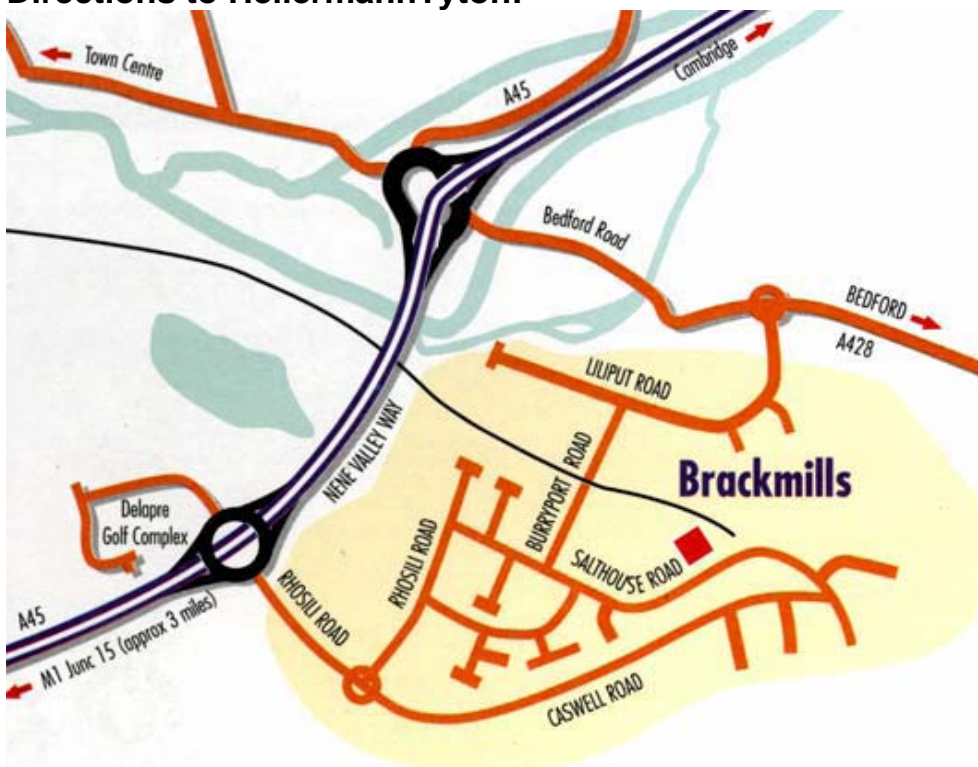 Directions to HellermannTyton:
Town Centre
A45
Cambridge
Bedford Road
BEDFORD
A428
LILIPUT ROAD
NENE VALLEY WAY
BURRYPORT ROAD
Brackmills
Delapre
Golf Complex
RHOSILI ROAD
SALTHOUSE ROAD
RHOSILI ROAD
A45
M1 Junc 15 (approx 3 miles)
CASWELL ROAD